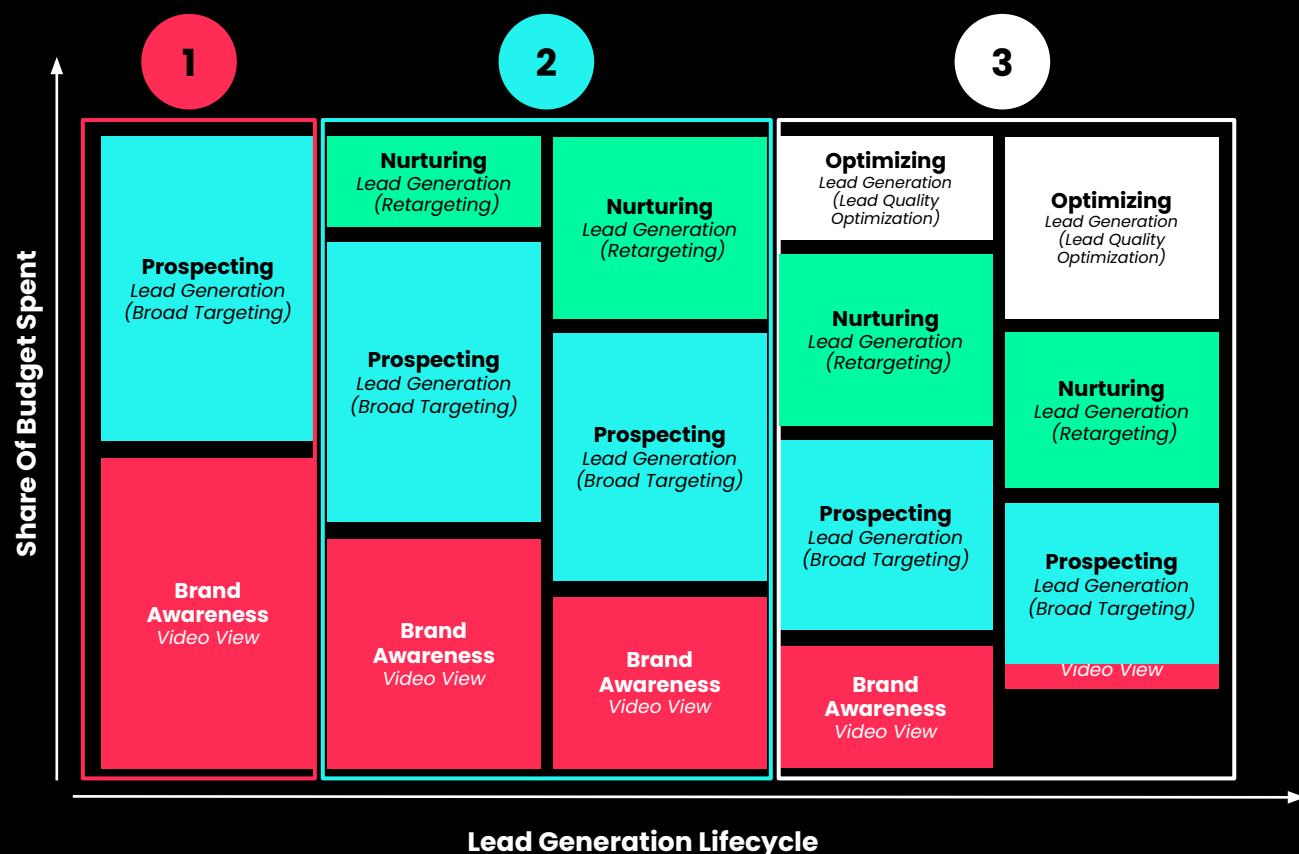 1
2
3
Share Of Budget Spent
Prospecting
Lead Generation
(Broad Targeting)
Brand
Awareness
Video View
Nurturing
Lead Generation
(Retargeting)
Prospecting
Lead Generation
(Broad Targeting)
Brand
Awareness
Video View
Nurturing
Lead Generation
(Retargeting)
Prospecting
Lead Generation
(Broad Targeting)
Brand
Awareness
Video View
Optimizing
Lead Generation
(Lead Quality
Optimization)
Nurturing
Lead Generation
(Retargeting)
Prospecting
Lead Generation
(Broad Targeting)
Brand
Awareness
Video View
Optimizing
Lead Generation
(Lead Quality
Optimization)
Nurturing
Lead Generation
(Retargeting)
Prospecting
Lead Generation
(Broad Targeting)
Video View
Lead Generation Lifecycle